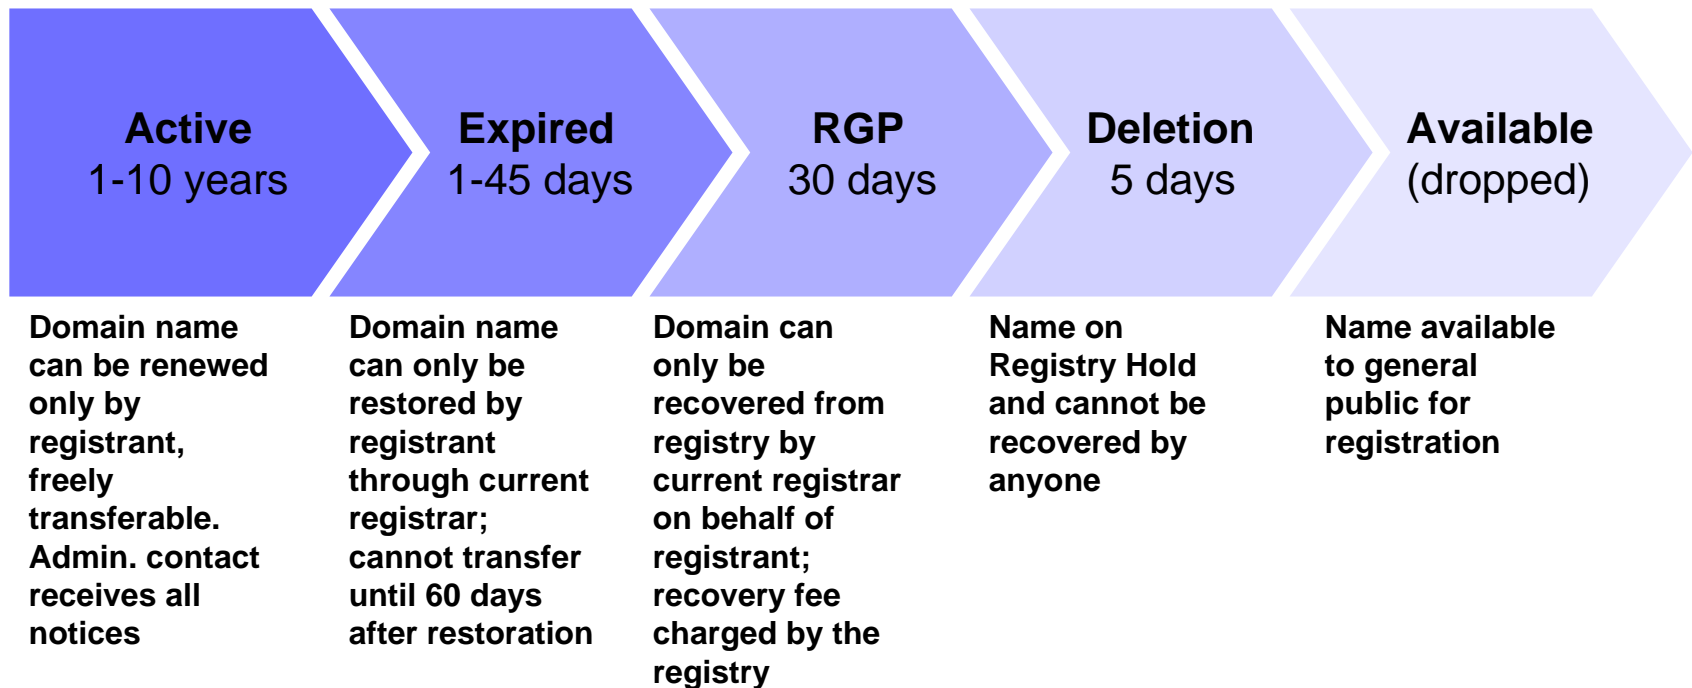 Active
1-10 years
Expired
1-45 days
RGP
30 days
Deletion
5 days
Available
(dropped)
Domain name
can be renewed
only by
registrant,
freely
transferable.
Admin. contact
receives all
notices
Domain name
can only be
restored by
registrant
through current
registrar;
cannot transfer
until 60 days
after restoration
Domain can
only be
recovered from
registry by
current registrar
on behalf of
registrant;
recovery fee
charged by the
registry
Name on
Registry Hold
and cannot be
recovered by
anyone
Name available
to general
public for
registration